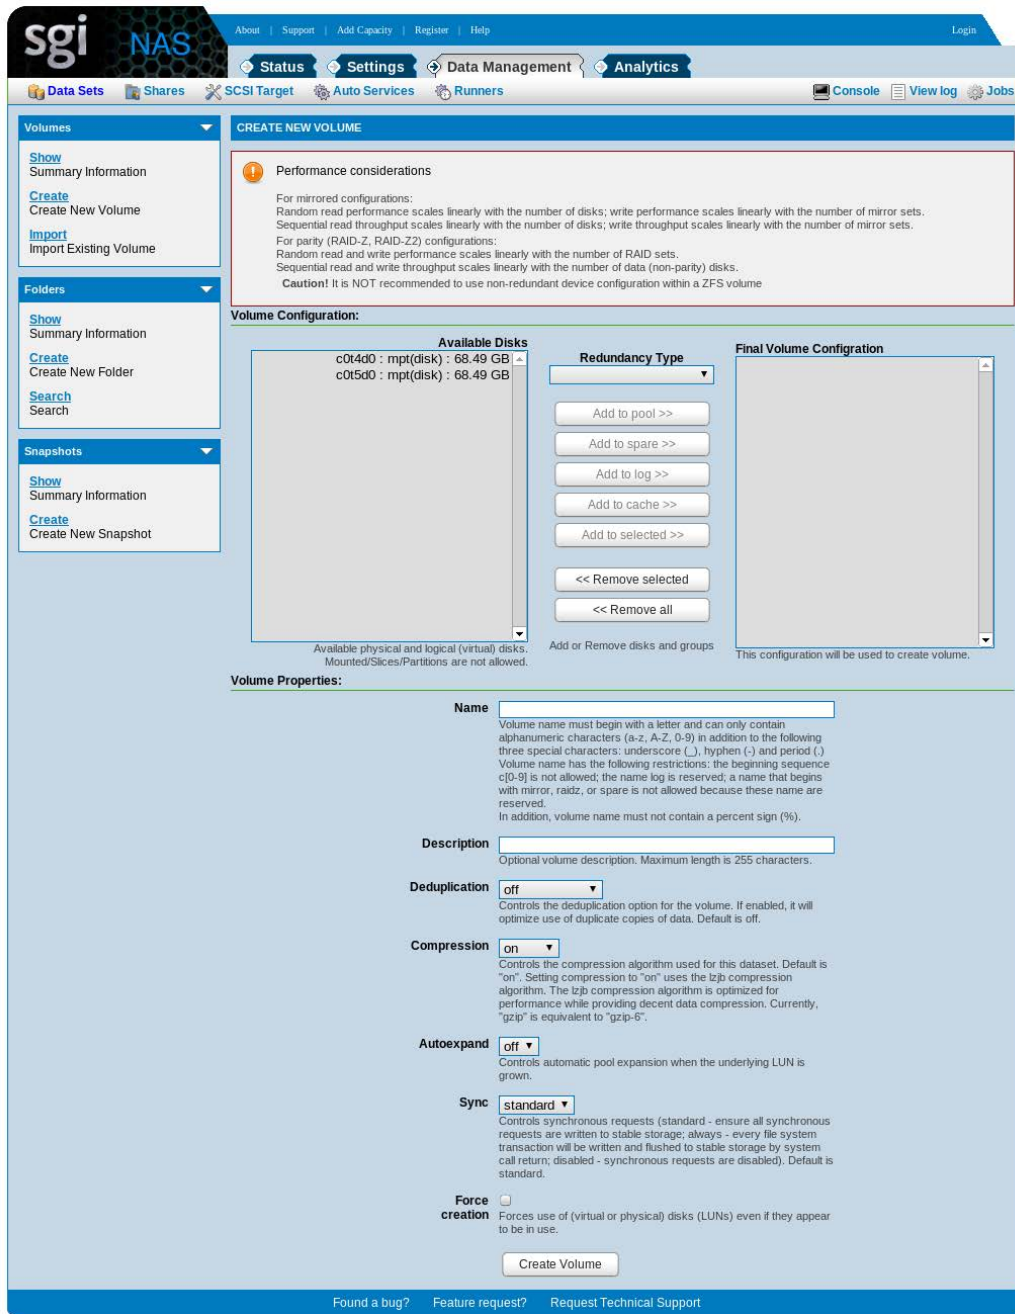 sgi NAS
About | Support | Add Capacity | Register | Help
Login
Status
Settings
Data Management
Analytics
Data Sets
Shares
SCSI Target
Auto Services
Runners
Console
View log
Jobs
Volumes
Show
Summary Information
Create
Create New Volume
Import
Import Existing Volume
Folders
Show
Summary Information
Create
Create New Folder
Search
Search
Snapshots
Show
Summary Information
Create
Create New Snapshot
CREATE NEW VOLUME
Performance considerations
For mirrored configurations:
Random read performance scales linearly with the number of disks; write performance scales linearly with the number of mirror sets.
Sequential read throughput scales linearly with the number of disks; write throughput scales linearly with the number of mirror sets.
For parity (RAID-Z, RAID-Z2) configurations:
Random read and write performance scales linearly with the number of RAID sets.
Sequential read and write throughput scales linearly with the number of data (non-parity) disks.
Caution! It is NOT recommended to use non-redundant device configuration within a ZFS volume
Volume Configuration:
Available Disks
c0t4d0 : mpt(disk) : 68.49 GB
c0t5d0 : mpt(disk) : 68.49 GB
Available physical and logical (virtual) disks.
Mounted/Slices/Partitions are not allowed.
Redundancy Type
Add to pool >>
Add to spare >>
Add to log >>
Add to cache >>
Add to selected >>
<< Remove selected
<< Remove all
Add or Remove disks and groups
Final Volume Configration
This configuration will be used to create volume.
Volume Properties:
Name
Volume name must begin with a letter and can only contain
alphanumeric characters (a-z, A-Z, 0-9) in addition to the following
three special characters: underscore (_), hyphen (-) and period (.)
Volume name has the following restrictions: the beginning sequence
c[0-9] is not allowed; the name log is reserved; a name that begins
with mirror, raidz, or spare is not allowed because these name are
reserved.
In addition, volume name must not contain a percent sign (%).
Description
Optional volume description. Maximum length is 255 characters.
Deduplication
off
Controls the deduplication option for the volume. If enabled, it will
optimize use of duplicate copies of data. Default is off.
Compression
on
Controls the compression algorithm used for this dataset. Default is
"on". Setting compression to "on" uses the lzjb compression
algorithm. The lzjb compression algorithm is optimized for
performance while providing decent data compression. Currently,
"gzip" is equivalent to "gzip-6".
Autoexpand
off
Controls automatic pool expansion when the underlying LUN is
grown.
Sync
standard
Controls synchronous requests (standard - ensure all synchronous
requests are written to stable storage; always - every file system
transaction will be written and flushed to stable storage by system
call return; disabled - synchronous requests are disabled). Default is
standard.
Force
creation
Forces use of (virtual or physical) disks (LUNs) even if they appear
to be in use.
Create Volume
Found a bug?
Feature request?
Request Technical Support